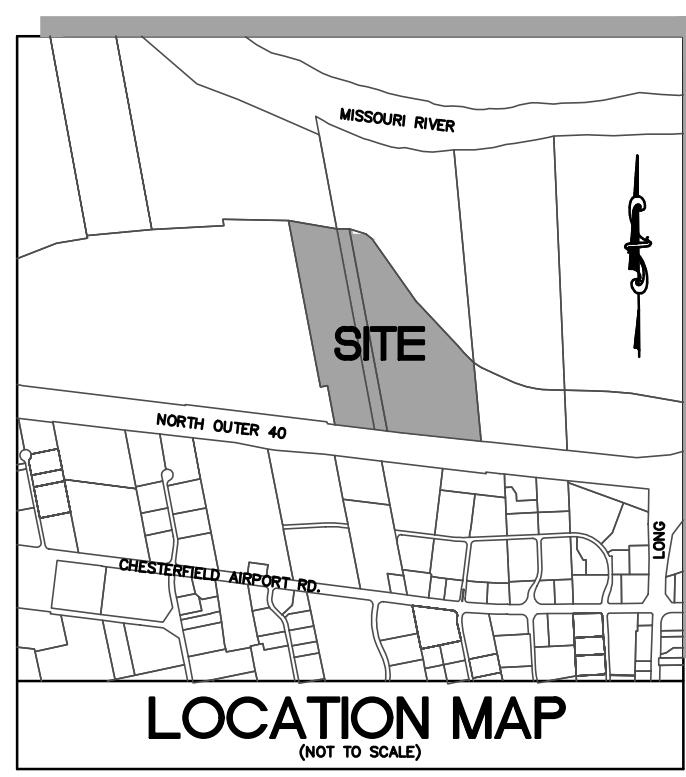 MISSOURI RIVER
SITE
NORTH OUTER 40
LONG
CHESTERFIELD AIRPORT RD.
LOCATION MAP
(NOT TO SCALE)